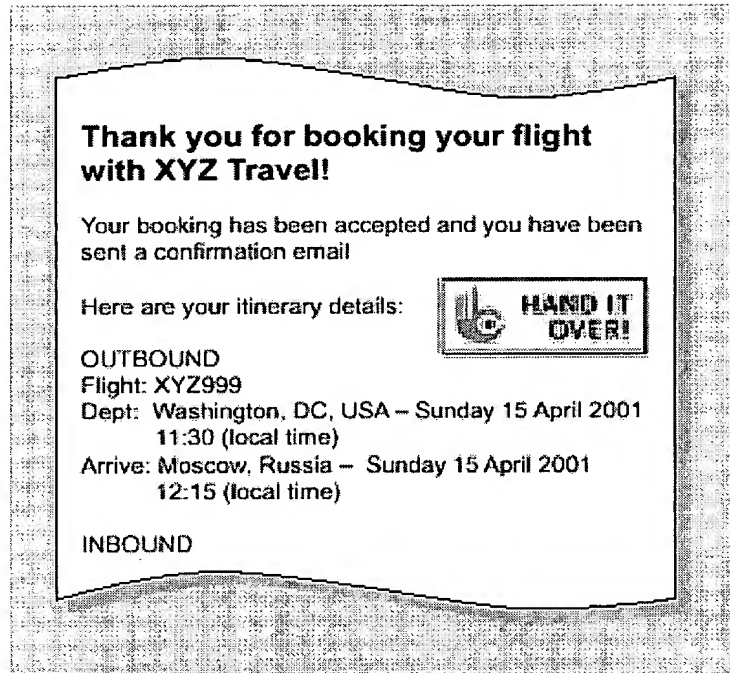 Thank you for booking your flight
with XYZ Travel!
Your booking has been accepted and you have been
sent a confirmation email
Here are your itinerary details:
HAND IT
OVER!
OUTBOUND
Flight: XYZ999
Dept: Washington, DC, USA – Sunday 15 April 2001
11:30 (local time)
Arrive: Moscow, Russia – Sunday 15 April 2001
12:15 (local time)
INBOUND